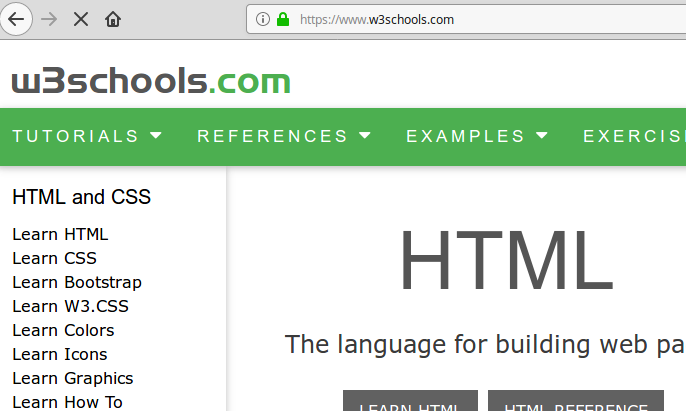 https://www.w3schools.com
w3schools.com
TUTORIALS REFERENCES EXAMPLES
HTML and CSS
Learn HTML
Learn CSS
Learn Bootstrap
Learn W3.CSS
Learn Colors
Learn Icons
Learn Graphics
Learn How To
HTML
The language for building web pa
LEARN HTML HTML REFERENCE